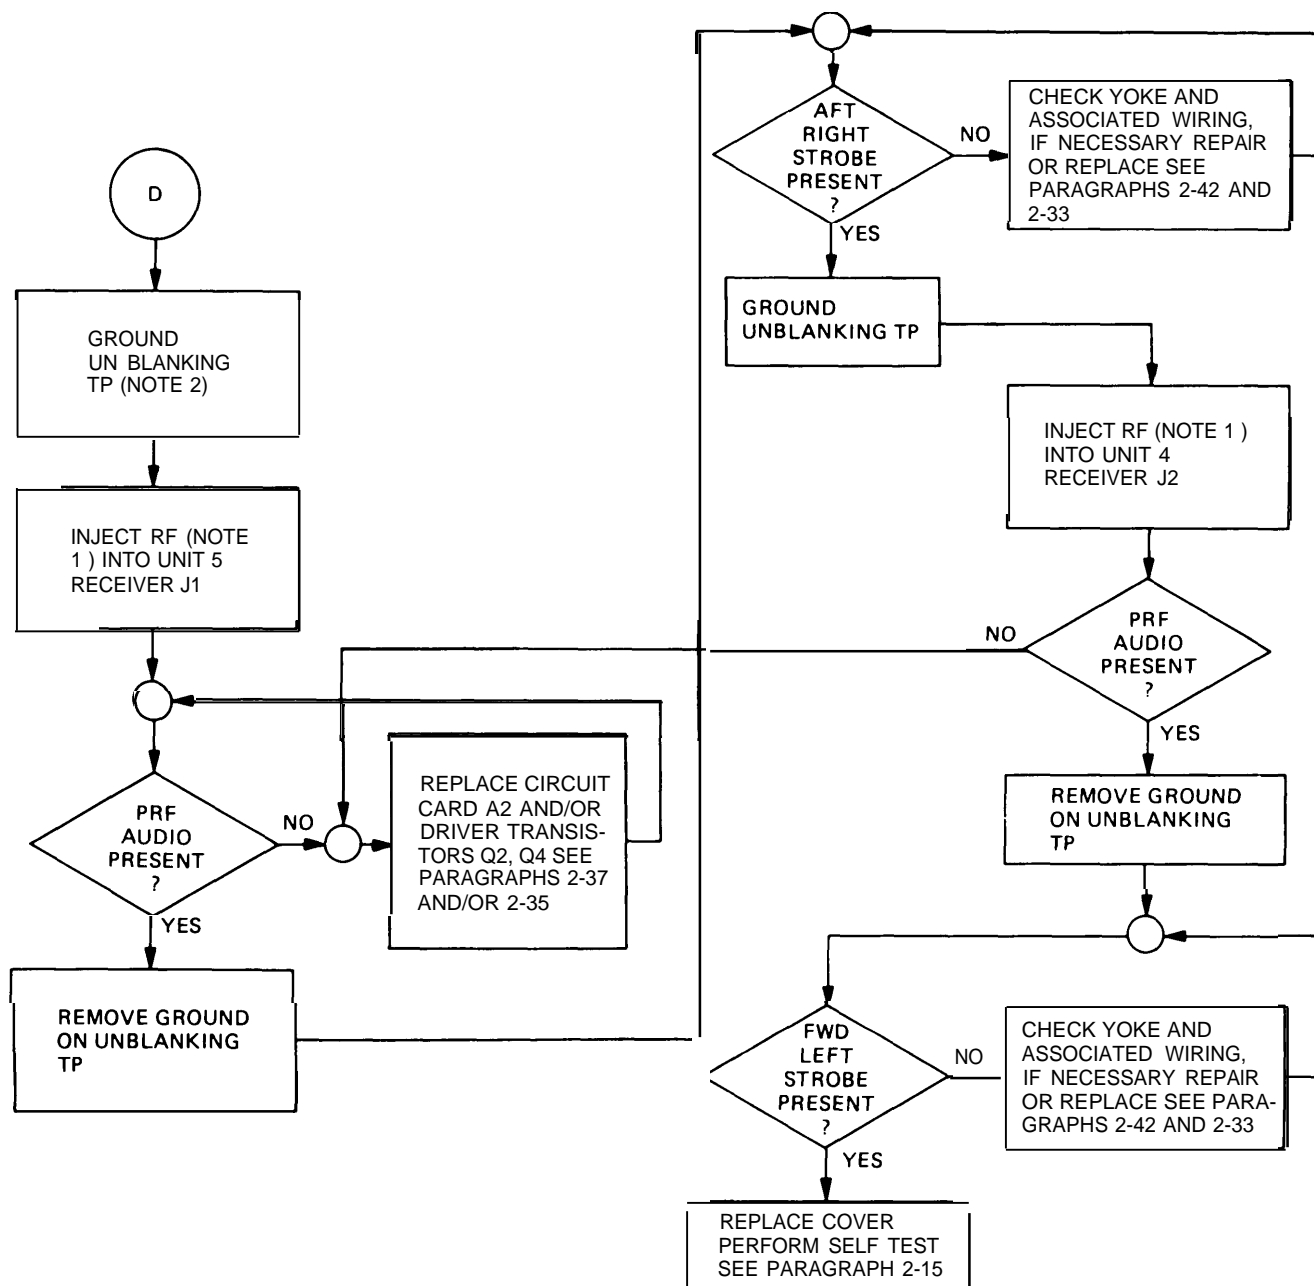 D
GROUND
UN BLANKING
TP (NOTE 2)
INJECT RF (NOTE
1 ) INTO UNIT 5
RECEIVER J1
PRF
AUDIO
PRESENT
?
NO
YES
REPLACE CIRCUIT
CARD A2 AND/OR
DRIVER TRANSIS-
TORS Q2, Q4 SEE
PARAGRAPHS 2-37
AND/OR 2-35
REMOVE GROUND
ON UNBLANKING
TP
AFT
RIGHT
STROBE
PRESENT
?
NO
YES
CHECK YOKE AND
ASSOCIATED WIRING,
IF NECESSARY REPAIR
OR REPLACE SEE
PARAGRAPHS 2-42 AND
2-33
GROUND
UNBLANKING TP
INJECT RF (NOTE 1 )
INTO UNIT 4
RECEIVER J2
PRF
AUDIO
PRESENT
?
NO
YES
REMOVE GROUND
ON UNBLANKING
TP
FWD
LEFT
STROBE
PRESENT
?
NO
YES
CHECK YOKE AND
ASSOCIATED WIRING,
IF NECESSARY REPAIR
OR REPLACE SEE PARA-
GRAPHS 2-42 AND 2-33
REPLACE COVER
PERFORM SELF TEST
SEE PARAGRAPH 2-15